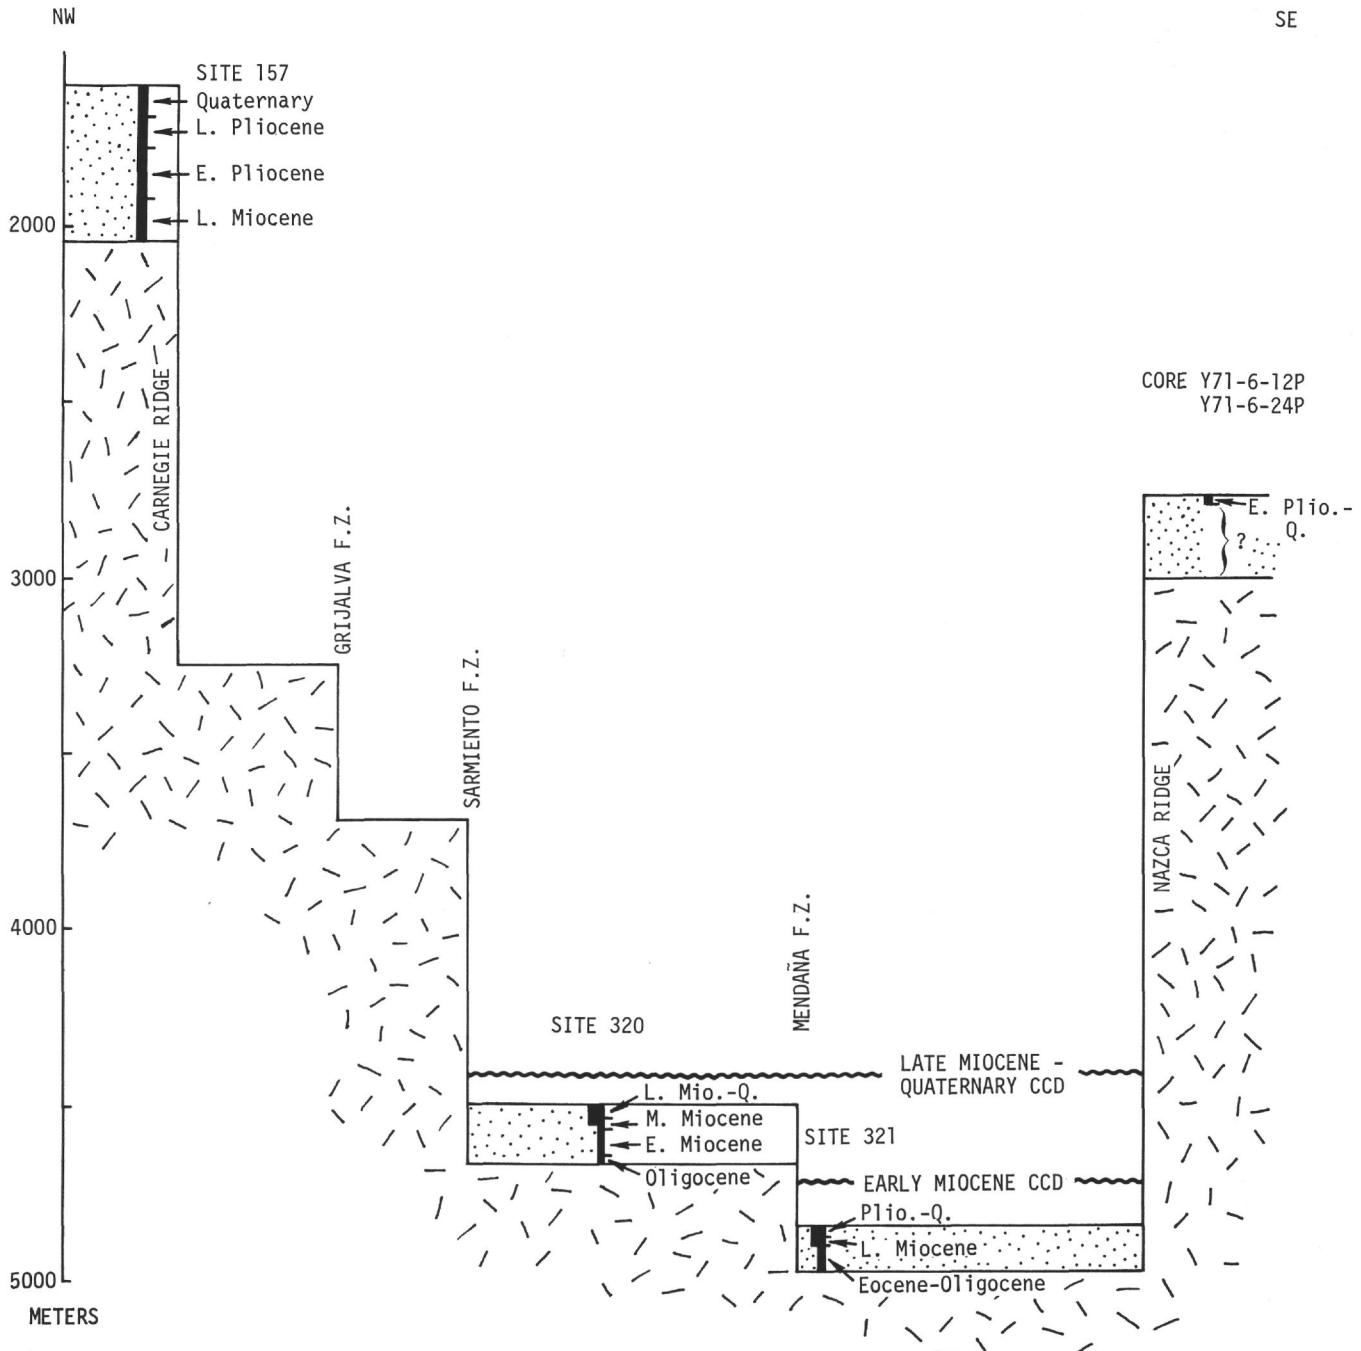 NW
SE
SITE 157
Quaternary
L. Pliocene
E. Pliocene
L. Miocene
2000
CARNEGIE RIDGE
CORE Y71-6-12P
Y71-6-24P
E. Plio.-
Q.
?
3000
GRIJALVA F.Z.
SARMIENTO F.Z.
NAZCA RIDGE
4000
MENDAÑA F.Z.
SITE 320
LATE MIOCENE -
QUATERNARY CCD
L. Mio.-Q.
M. Miocene
E. Miocene
Oligocene
SITE 321
EARLY MIOCENE CCD
Plio.-Q.
L. Miocene
Eocene-Oligocene
5000
METERS